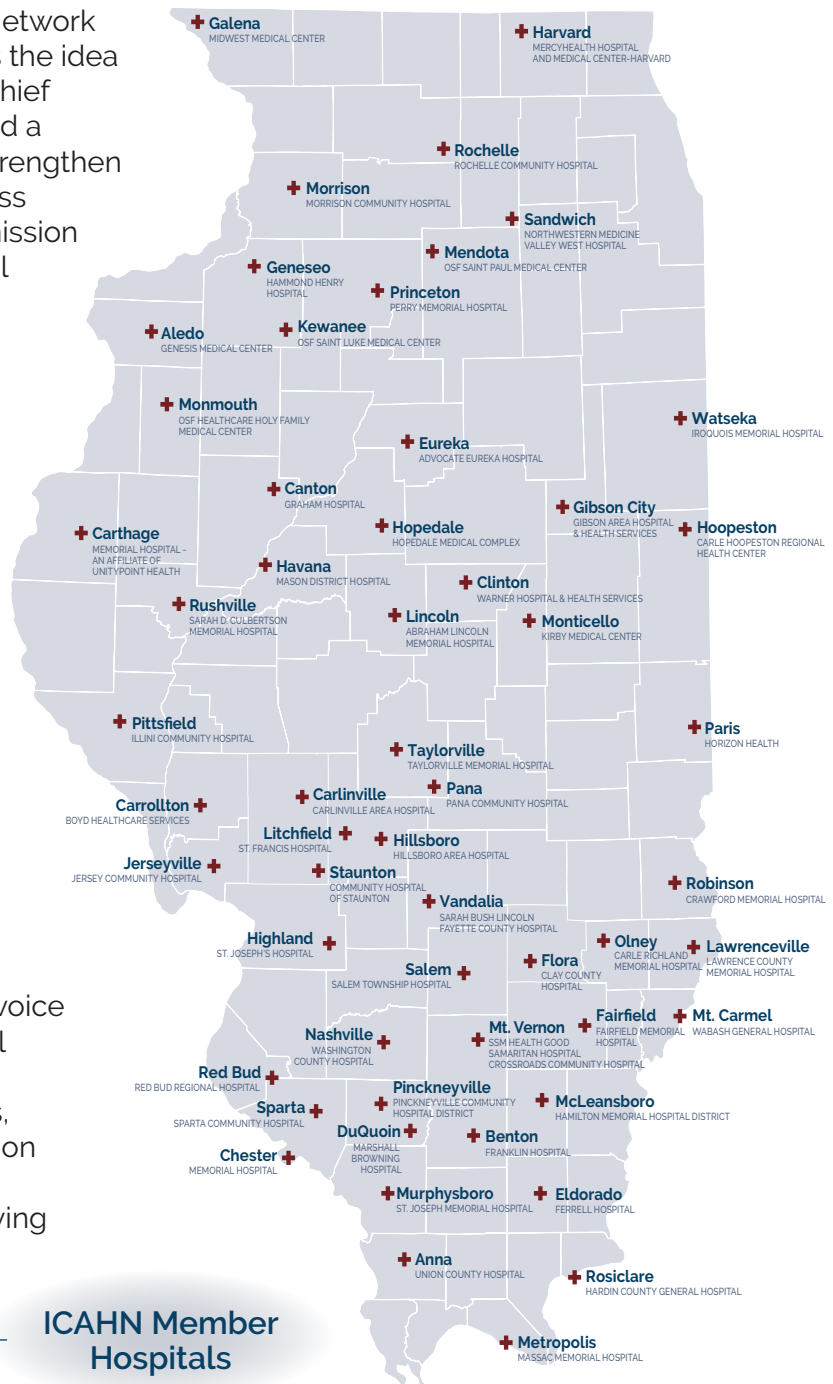 etwork
s the idea
hief
d a
rengthen
ss
ission
l
Galena
MIDWEST MEDICAL CENTER
Harvard
MERCYHEALTH HOSPITAL
AND MEDICAL CENTER-HARVARD
Rochelle
ROCHELLE COMMUNITY HOSPITAL
Morrison
MORRISON COMMUNITY HOSPITAL
Sandwich
NORTHWESTERN MEDICINE
VALLEY WEST HOSPITAL
Mendota
OSF SAINT PAUL MEDICAL CENTER
Geneseo
HAMMOND HENRY
HOSPITAL
Princeton
PERRY MEMORIAL HOSPITAL
Aledo
GENESIS MEDICAL CENTER
Kewanee
OSF SAINT LUKE MEDICAL CENTER
Monmouth
OSF HEALTHCARE HOLY FAMILY
MEDICAL CENTER
Watseka
IROQUOIS MEMORIAL HOSPITAL
Eureka
ADVOCATE EUREKA HOSPITAL
Canton
GRAHAM HOSPITAL
Gibson City
GIBSON AREA HOSPITAL
& HEALTH SERVICES
Hoopeston
CARLE HOOPESTON REGIONAL
HEALTH CENTER
Hopedale
HOPEDALE MEDICAL COMPLEX
Carthage
MEMORIAL HOSPITAL -
AN AFFILIATE OF
UNITYPOINT HEALTH
Havana
MASON DISTRICT HOSPITAL
Clinton
WARNER HOSPITAL & HEALTH SERVICES
Rushville
SARAH D. CULBERTSON
MEMORIAL HOSPITAL
Lincoln
ABRAHAM LINCOLN
MEMORIAL HOSPITAL
Monticello
KIRBY MEDICAL CENTER
Pittsfield
ILLINI COMMUNITY HOSPITAL
Paris
HORIZON HEALTH
Taylorville
TAYLORVILLE MEMORIAL HOSPITAL
Pana
PANA COMMUNITY HOSPITAL
Carlinville
CARLINVILLE AREA HOSPITAL
Carrollton
BOYD HEALTHCARE SERVICES
Litchfield
ST. FRANCIS HOSPITAL
Hillsboro
HILLSBORO AREA HOSPITAL
Jerseyville
JERSEY COMMUNITY HOSPITAL
Staunton
COMMUNITY HOSPITAL
OF STAUNTON
Robinson
CRAWFORD MEMORIAL HOSPITAL
Vandalia
SARAH BUSH LINCOLN
FAYETTE COUNTY HOSPITAL
Highland
ST. JOSEPH'S HOSPITAL
Olney
CARLE RICHLAND
MEMORIAL HOSPITAL
Lawrenceville
LAWRENCE COUNTY
MEMORIAL HOSPITAL
Flora
CLAY COUNTY
HOSPITAL
Salem
SALEM TOWNSHIP HOSPITAL
voice
l
s,
on
ving
Mt. Carmel
WABASH GENERAL HOSPITAL
Fairfield
FAIRFIELD MEMORIAL
HOSPITAL
Mt. Vernon
SSM HEALTH GOOD
SAMARITAN HOSPITAL
CROSSROADS COMMUNITY HOSPITAL
Nashville
WASHINGTON
COUNTY HOSPITAL
Red Bud
RED BUD REGIONAL HOSPITAL
Pinckneyville
PINCKNEYVILLE COMMUNITY
HOSPITAL DISTRICT
McLeansboro
HAMILTON MEMORIAL HOSPITAL DISTRICT
Sparta
SPARTA COMMUNITY HOSPITAL
DuQuoin
MARSHALL
BROWNING
HOSPITAL
Benton
FRANKLIN HOSPITAL
Chester
MEMORIAL HOSPITAL
Murphysboro
ST. JOSEPH MEMORIAL HOSPITAL
Eldorado
FERRELL HOSPITAL
Anna
UNION COUNTY HOSPITAL
Rosiclare
HARDIN COUNTY GENERAL HOSPITAL
Metropolis
MASSAC MEMORIAL HOSPITAL
ICAHN Member
Hospitals